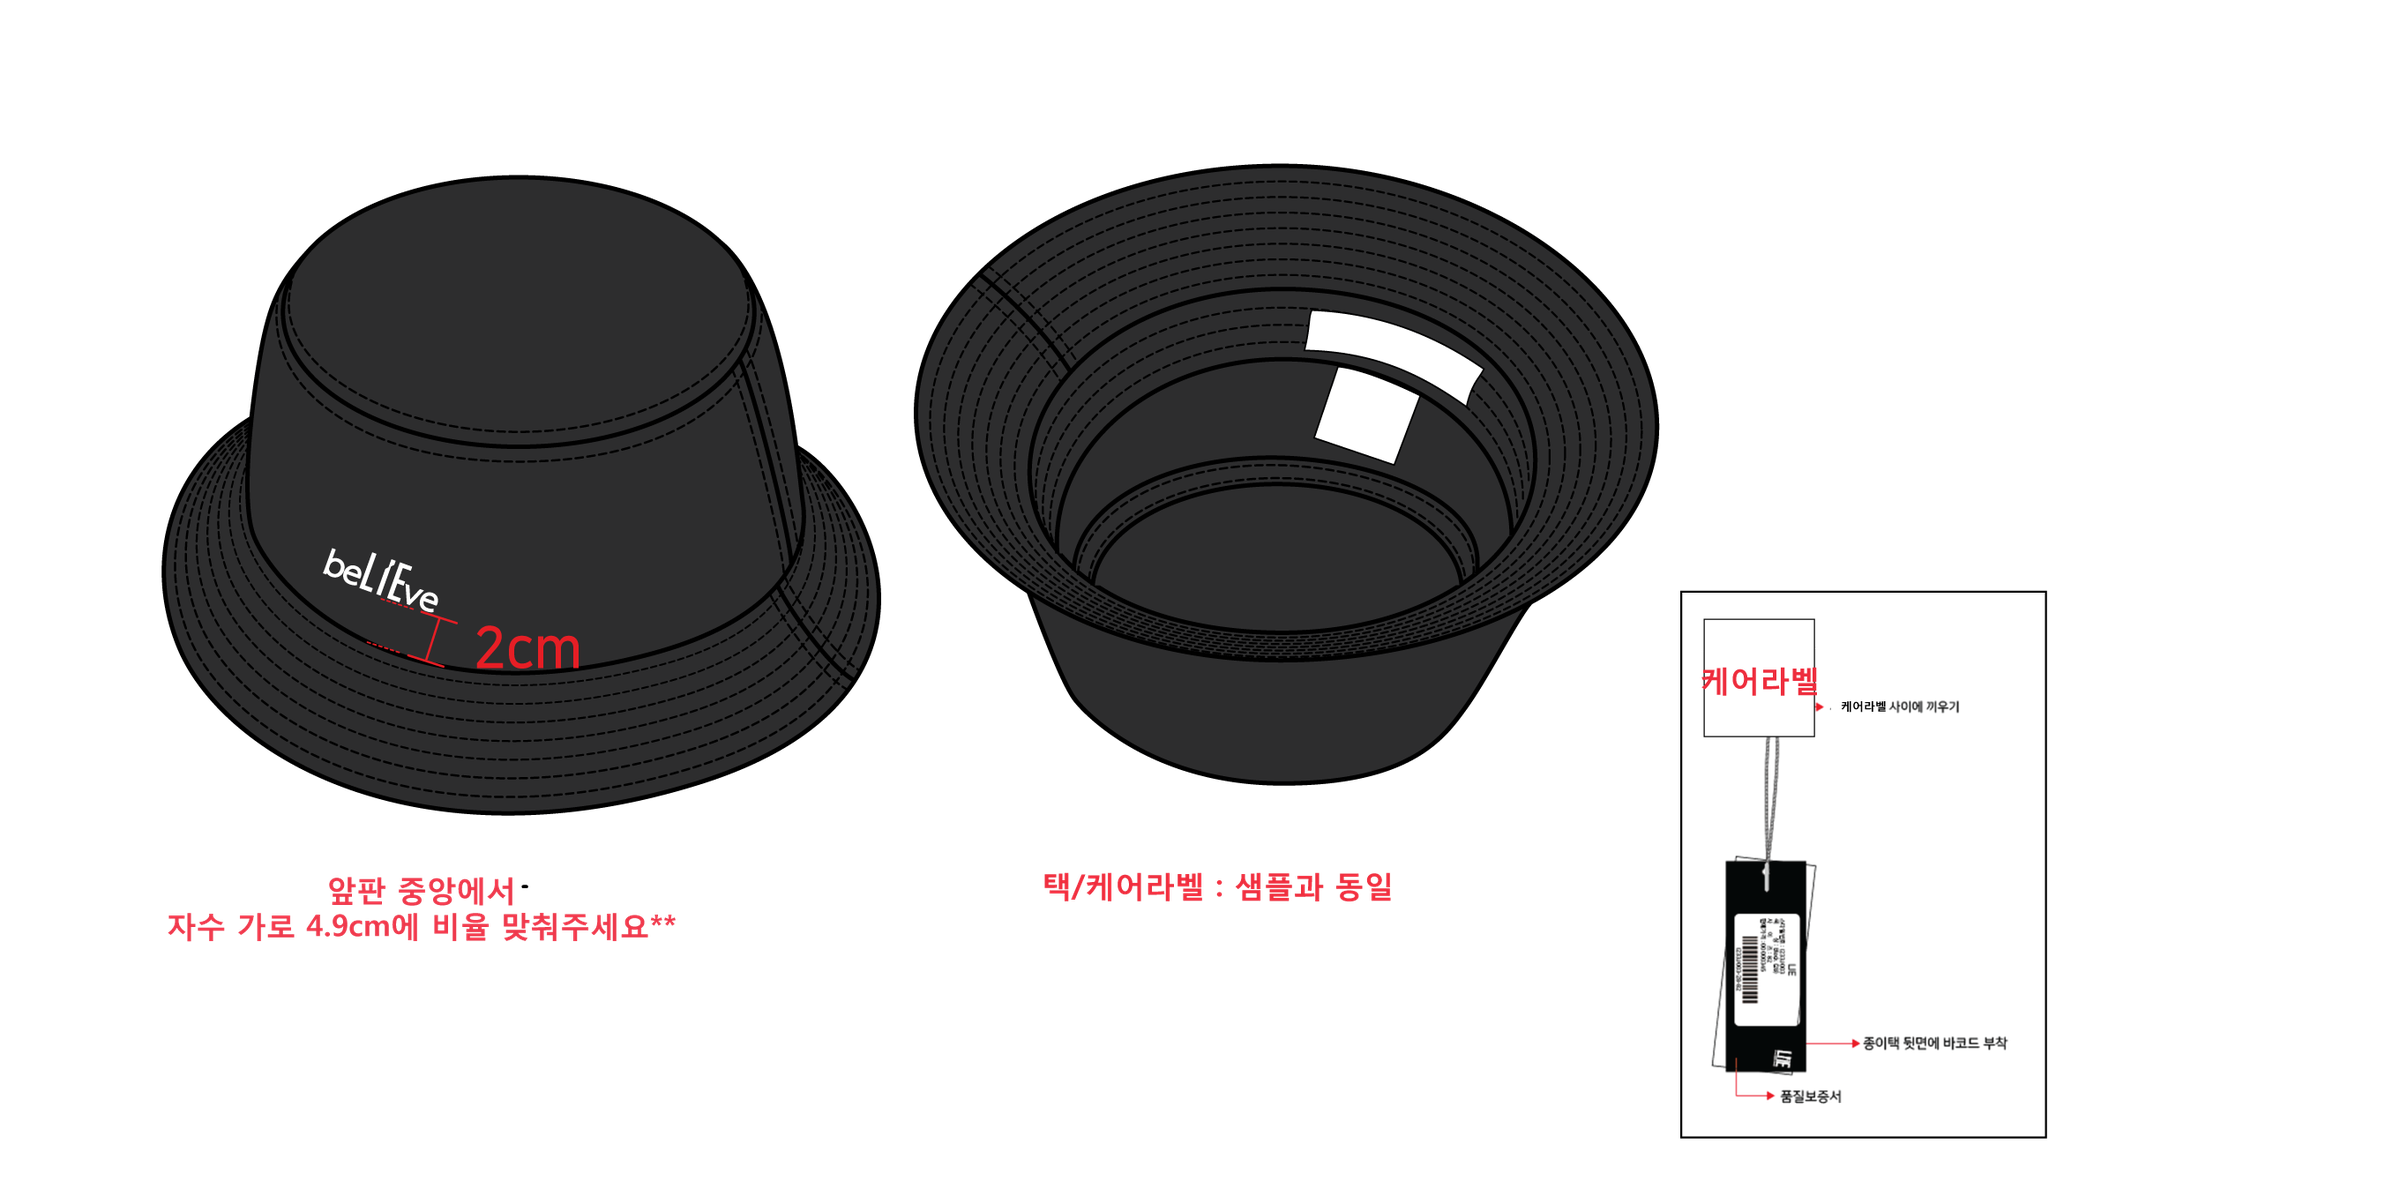 beLIEve
2cm
앞판 중앙에서-
자수 가로 4.9cm에 비율 맞춰주세요**
택/케어라벨 : 샘플과 동일
케어라벨
케어라벨 사이에 끼우기
LIE
LIE
종이택 뒷면에 바코드 부착
품질보증서